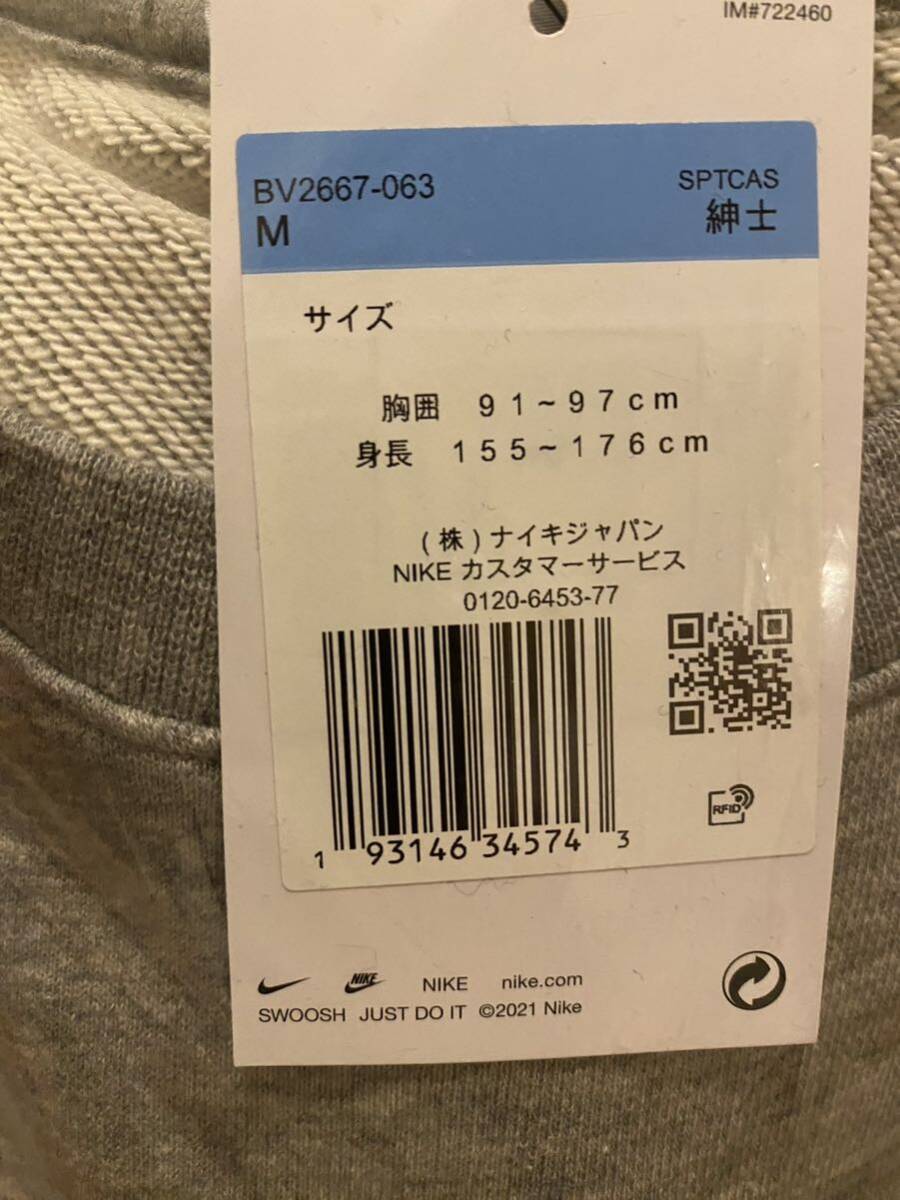 IM#722460
BV2667-063
SPTCAS
M
紳士
サイズ
胸囲 91~97cm
身長 155~176cm
(株)ナイキジャパン
NIKE カスタマーサービス
0120-6453-77
RFID
1 93146 34574 3
NIKE NIKE nike.com
SWOOSH JUST DO IT ©2021 Nike